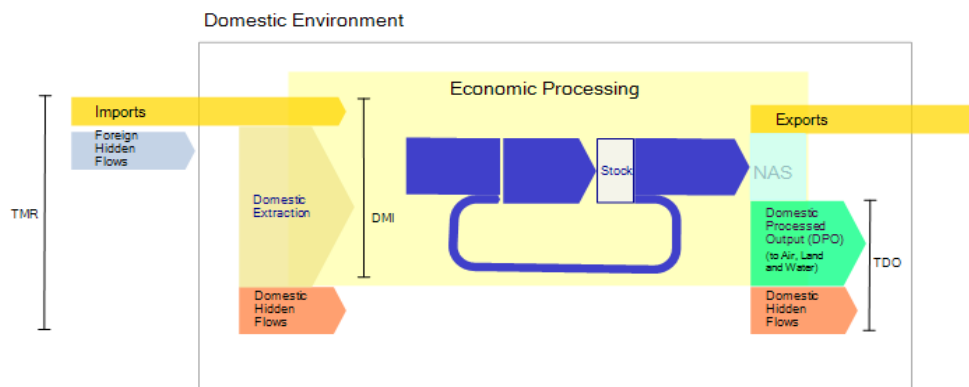 Domestic Environment
Economic Processing
Imports
Exports
Foreign
Hidden
Flows
Stock
NAS
Domestic
Extraction
TMR
DMI
Domestic
Processed
Output (DPO)
(to Air, Land
and Water)
TDO
Domestic
Hidden
Flows
Domestic
Hidden
Flows